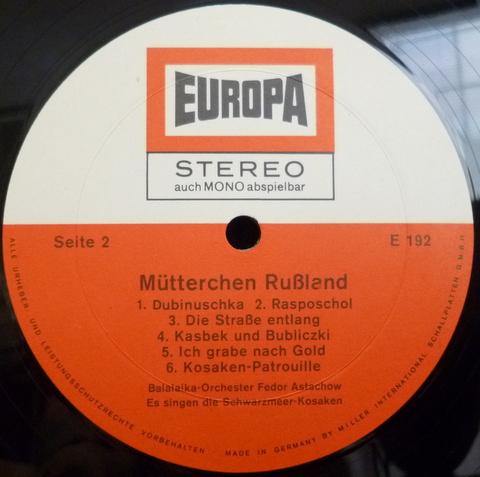 EUROPA
STEREO
auch MONO abspielbar
Seite 2
E 192
Mütterchen Rußland
1. Dubinuschka 2. Rasposchol
3. Die Straße entlang
4. Kasbek und Bubliczki
5. Ich grabe nach Gold
6. Kosaken-Patrouille
Balalaika-Orchester Fedor Astachow
Es singen die Schwarzmeer-Kosaken
ALLE URHEBER- UND LEISTUNGSSCHUTZRECHTE VORBEHALTEN
MADE IN GERMANY BY MILLER INTERNATIONAL SCHALLPLATTEN G.M.B.H.